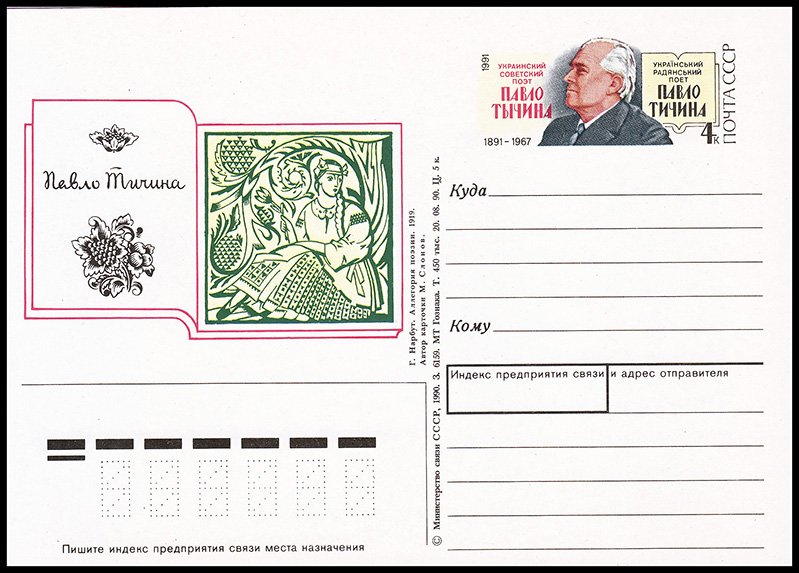 1991
УКРАИНСКИЙ
СОВЕТСКИЙ
ПОЭТ
ПАВЛО
ТЫЧИНА
1891-1967
УКРАЇНСЬКИЙ
РАДЯНСЬКИЙ
ПОЕТ
ПАВЛО
ТИЧИНА
4к
ПОЧТА СССР
Павло Тичина
Г. Нарбут. Аллегория поэзии. 1919.
Автор карточки М. Слонов.
© Министерство связи СССР, 1990. З. 6159. МТ Гознака. Т. 450 тыс. 20. 08. 90. Ц. 5 к.
Куда
Кому
Индекс предприятия связи и адрес отправителя
Пишите индекс предприятия связи места назначения